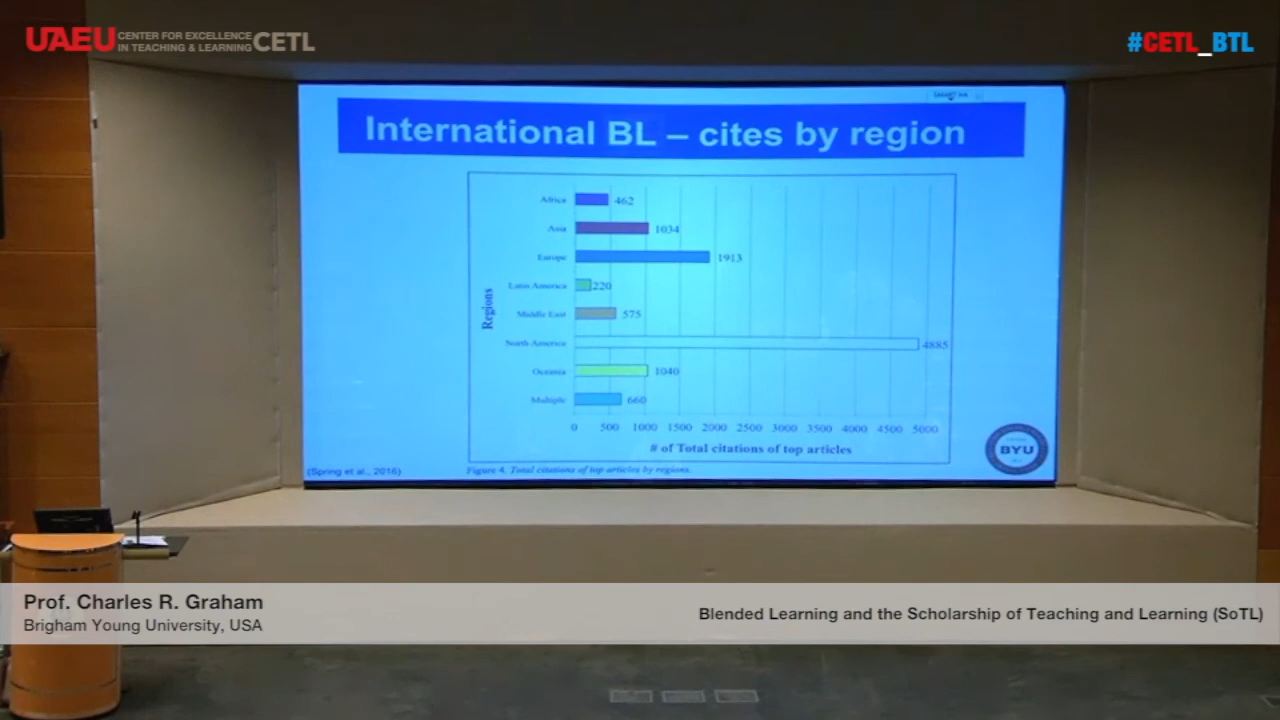 UAEU CENTER FOR EXCELLENCE
IN TEACHING & LEARNING CETL
#CETL_BTL
International BL – cites by region
Africa 462
Asia 1034
Europe 1913
Latin America 220
Middle East 575
North America 4885
Oceania 1040
Multiple 660
Regions
0 500 1000 1500 2000 2500 3000 3500 4000 4500 5000
# of Total citations of top articles
Figure 4. Total citations of top articles by regions.
(Spring et al., 2016)
BYU
Prof. Charles R. Graham
Brigham Young University, USA
Blended Learning and the Scholarship of Teaching and Learning (SoTL)